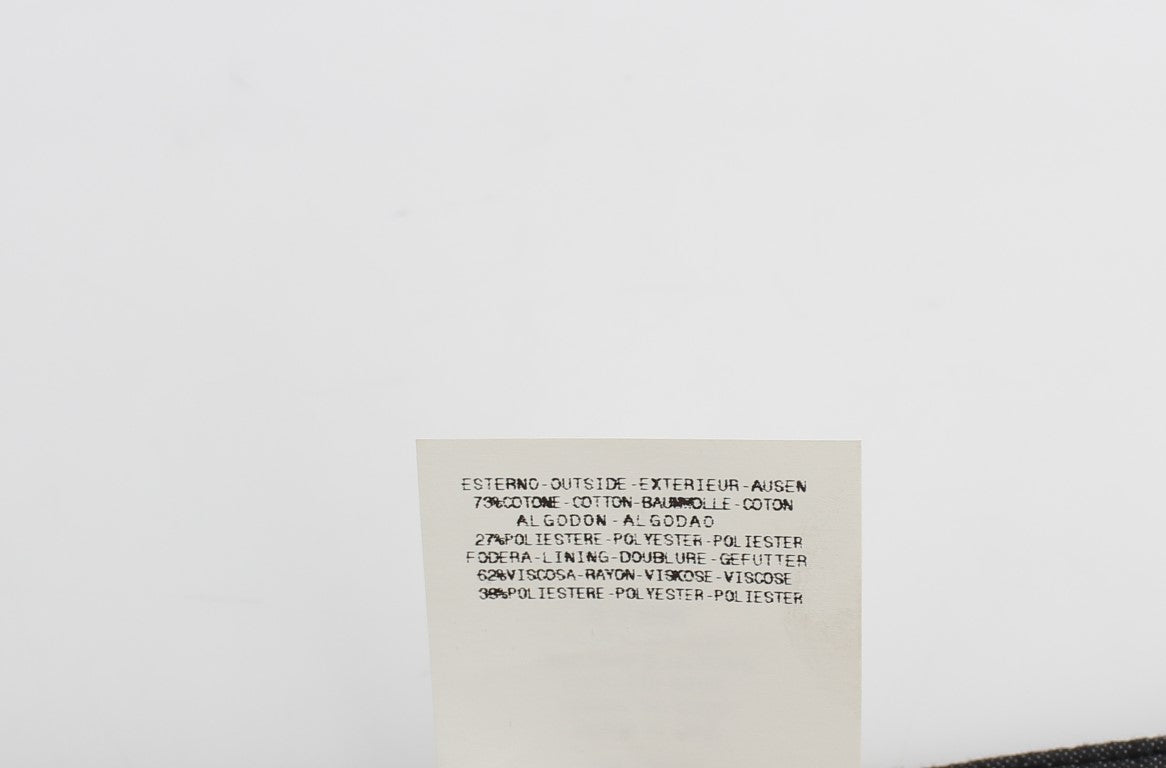 ESTERNO-OUTSIDE-EXTERIEUR-AUSEN
73%COTONE-COTTON-BAUMWOLLE-COTON
ALGODON-ALGODAO
27%POLIESTERE-POLYESTER-POLIESTER
FODERA-LINING-DOUBLURE-GEFUTTER
62%VISCOSA-RAYON-VISKOSE-VISCOSE
38%POLIESTERE-POLYESTER-POLIESTER